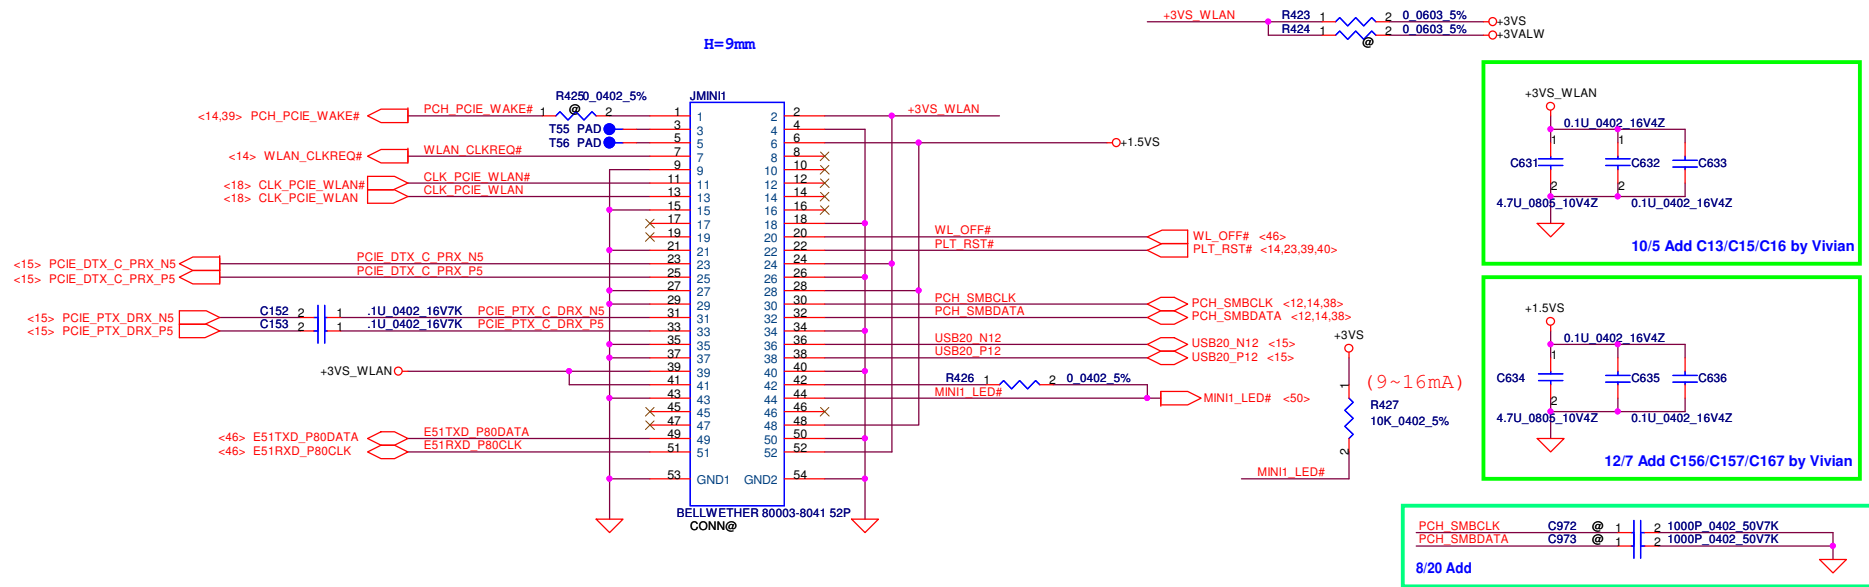 +3VS_WLAN R423 1 2 0_0603_5% +3VS
R424 1 2 0_0603_5% +3VALW
@
H=9mm
R425 0_0402_5%
JMINI1
<14,39> PCH_PCIE_WAKE# PCH_PCIE_WAKE# 1 @ 2 1 1 2 2 +3VS_WLAN
T55 PAD 3 3 4 4
T56 PAD 5 5 6 6 +1.5VS
<14> WLAN_CLKREQ# WLAN_CLKREQ# 7 7 8 8
9 9 10 10
<18> CLK_PCIE_WLAN# CLK_PCIE_WLAN# 11 11 12 12
<18> CLK_PCIE_WLAN CLK_PCIE_WLAN 13 13 14 14
15 15 16 16
17 17 18 18
19 19 20 20 WL_OFF# WL_OFF# <46>
21 21 22 22 PLT_RST# PLT_RST# <14,23,39,40>
<15> PCIE_DTX_C_PRX_N5 PCIE_DTX_C_PRX_N5 23 23 24 24
<15> PCIE_DTX_C_PRX_P5 PCIE_DTX_C_PRX_P5 25 25 26 26
27 27 28 28
29 29 30 30 PCH_SMBCLK PCH_SMBCLK <12,14,38>
<15> PCIE_PTX_DRX_N5 C152 2 1 .1U_0402_16V7K PCIE_PTX_C_DRX_N5 31 31 32 32 PCH_SMBDATA PCH_SMBDATA <12,14,38>
<15> PCIE_PTX_DRX_P5 C153 2 1 .1U_0402_16V7K PCIE_PTX_C_DRX_P5 33 33 34 34
35 35 36 36 USB20_N12 USB20_N12 <15>
37 37 38 38 USB20_P12 USB20_P12 <15>
+3VS_WLAN 39 39 40 40
41 41 42 42 R426 1 2 0_0402_5%
43 43 44 44 MINI1_LED# MINI1_LED# <50>
45 45 46 46
47 47 48 48
<46> E51TXD_P80DATA E51TXD_P80DATA 49 49 50 50
<46> E51RXD_P80CLK E51RXD_P80CLK 51 51 52 52
53 GND1 GND2 54
BELLWETHER 80003-8041 52P
CONN@
+3VS
1
(9~16mA)
R427
10K_0402_5%
2
MINI1_LED#
+3VS_WLAN
0.1U_0402_16V4Z
1 1
C631 C632 C633
2 2
4.7U_0805_10V4Z 0.1U_0402_16V4Z
10/5 Add C13/C15/C16 by Vivian
+1.5VS
0.1U_0402_16V4Z
1 1
C634 C635 C636
2 2
4.7U_0805_10V4Z 0.1U_0402_16V4Z
12/7 Add C156/C157/C167 by Vivian
PCH_SMBCLK C972 @ 1 2 1000P_0402_50V7K
PCH_SMBDATA C973 @ 1 2 1000P_0402_50V7K
8/20 Add